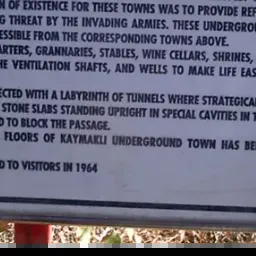 N OF EXISTENCE FOR THESE TOWNS WAS TO PROVIDE REF
G THREAT BY THE INVADING ARMIES. THESE UNDERGROU
ESSIBLE FROM THE CORRESPONDING TOWNS ABOVE.
ARTERS, GRANNARIES, STABLES, WINE CELLARS, SHRINES,
HE VENTILATION SHAFTS, AND WELLS TO MAKE LIFE EAS
ECTED WITH A LABYRINTH OF TUNNELS WHERE STRATEGICA
STONE SLABS STANDING UPRIGHT IN SPECIAL CAVITIES IN T
D TO BLOCK THE PASSAGE.
FLOORS OF KAYMAKLI UNDERGROUND TOWN HAS BE
D TO VISITORS IN 1964